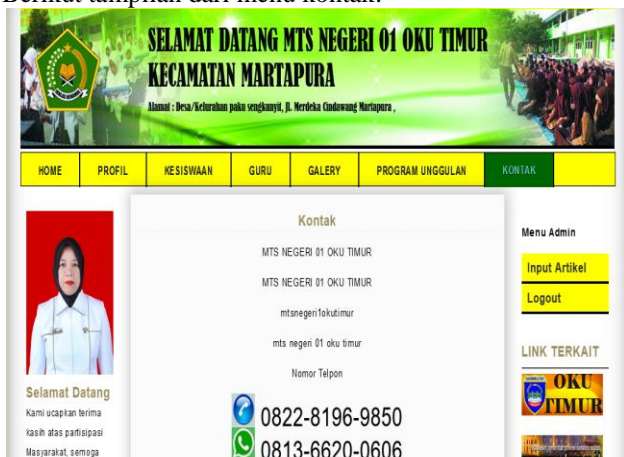 Berikut tampilan dari menu kontak.
SELAMAT DATANG MTS NEGERI 01 OKU TIMUR
KECAMATAN MARTAPURA
Alamat : Desa/Kelurahan paku sengkunyit, Jl. Merdeka Cindawang Martapura ,
HOME PROFIL KESISWAAN GURU GALERY PROGRAM UNGGULAN KONTAK
Selamat Datang
Kami ucapkan terima
kasih atas partisipasi
Masyarakat, semoga
Kontak
MTS NEGERI 01 OKU TIMUR
MTS NEGERI 01 OKU TIMUR
mtsnegeri1okutimur
mts negeri 01 oku timur
Nomor Telpon
0822-8196-9850
0813-6620-0606
Menu Admin
Input Artikel
Logout
LINK TERKAIT
OKU
TIMUR